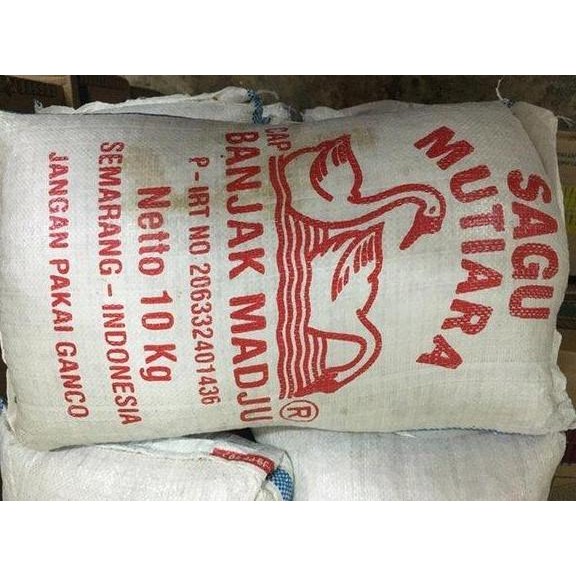 SAGU
MUTIARA
CAP
BANJAK MADJU
®
P - IRT NO 206332401436
Netto 10 Kg
SEMARANG - INDONESIA
JANGAN PAKAI GANCO